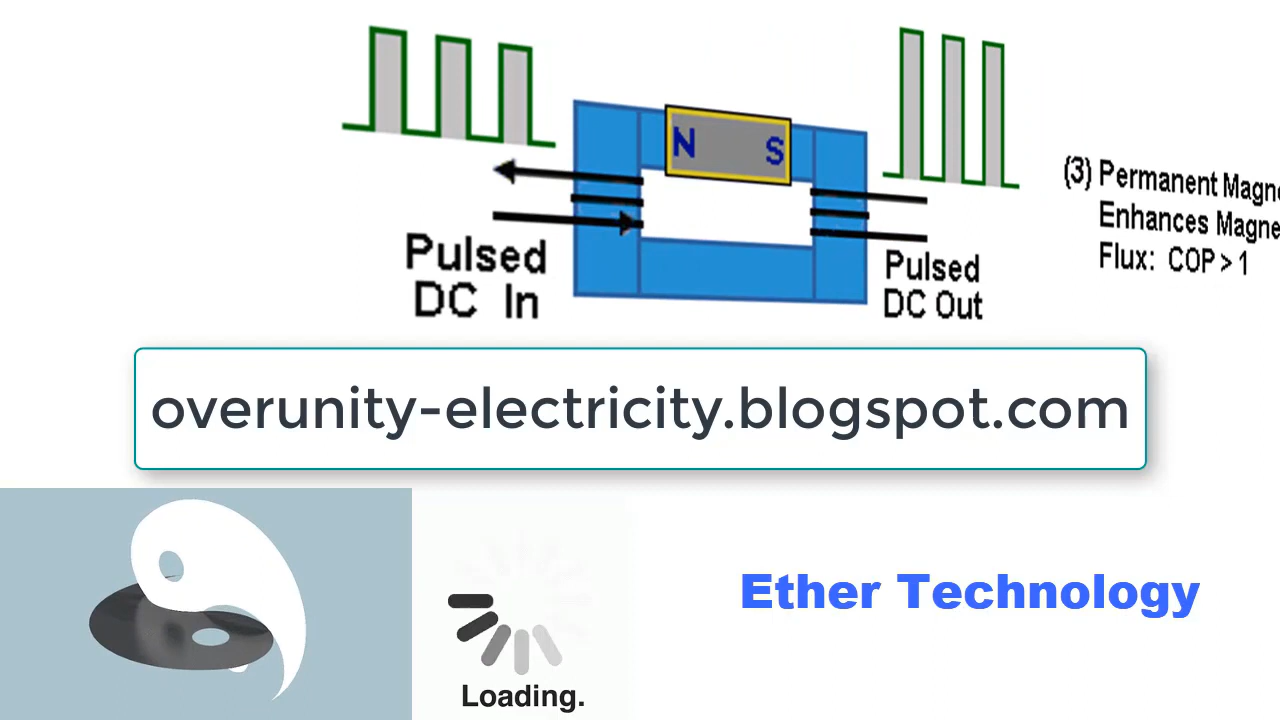 N S
(3) Permanent
Enhances
Flux: COP > 1
Pulsed
DC In
Pulsed
DC Out
overunity-electricity.blogspot.com
Ether Technology
Loading.